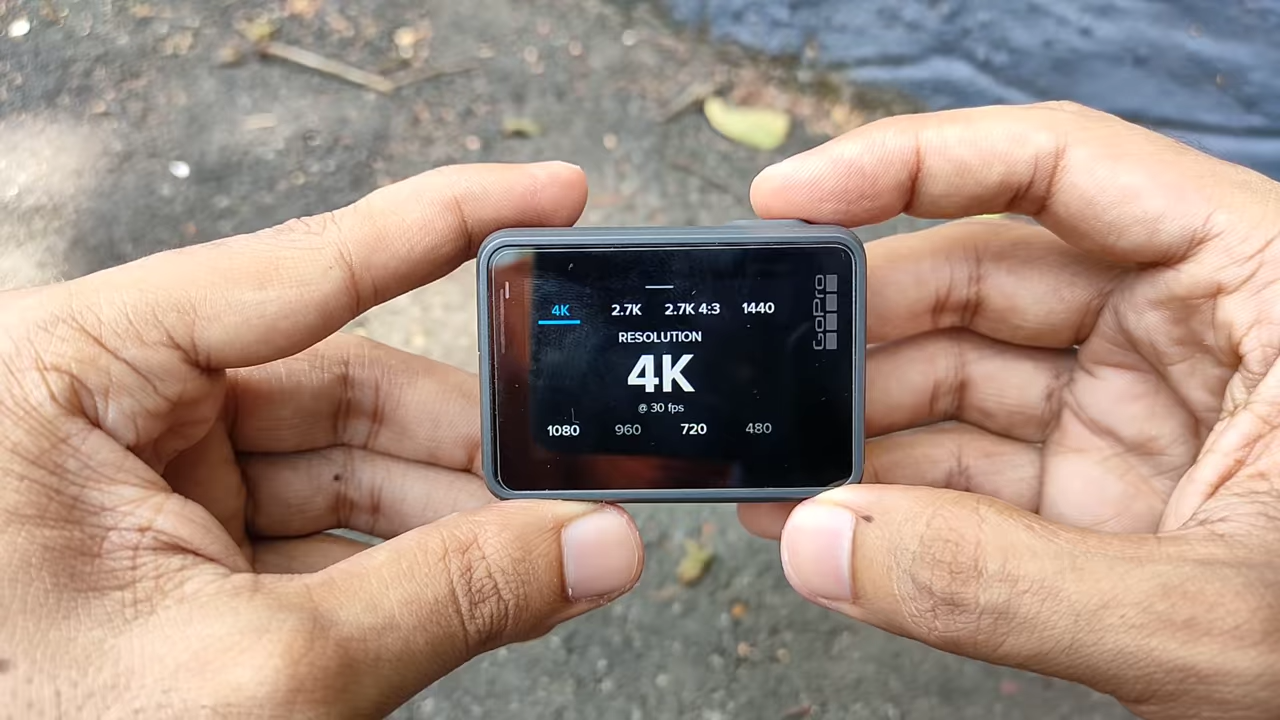 4K 2.7K 2.7K 4:3 1440
RESOLUTION
4K
@ 30 fps
1080 960 720 480
GoPro